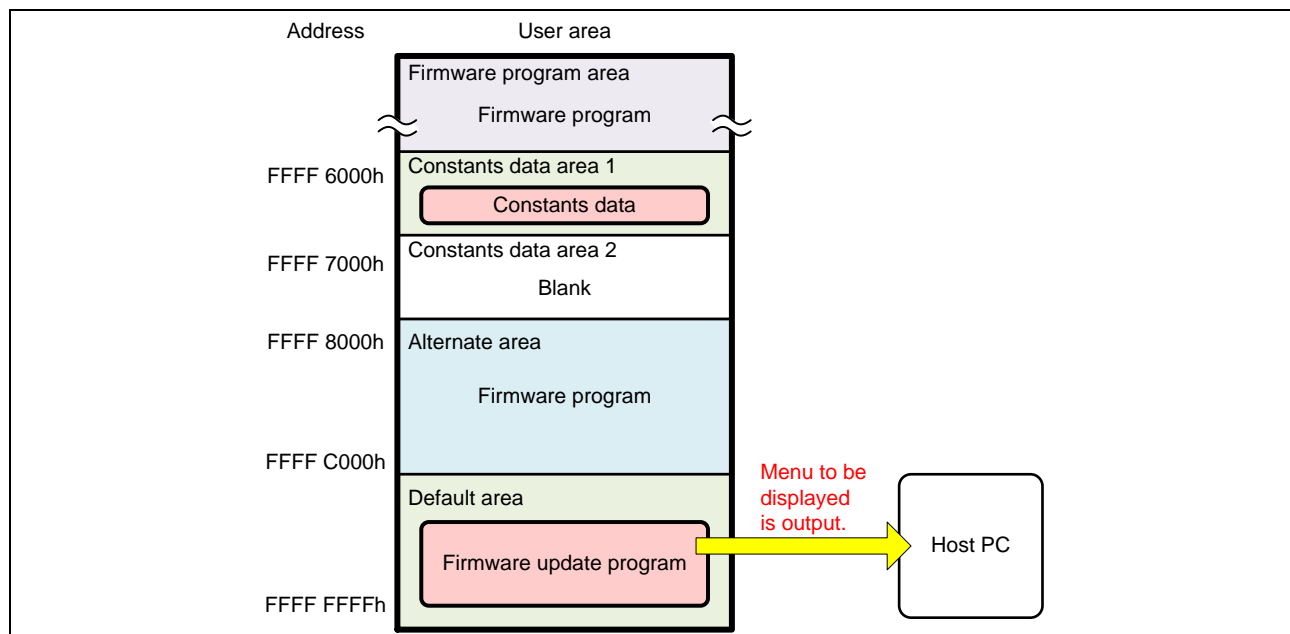 Address
User area
Firmware program area
Firmware program
FFFF 6000h
Constants data area 1
Constants data
FFFF 7000h
Constants data area 2
Blank
FFFF 8000h
Alternate area
Firmware program
FFFF C000h
Default area
Firmware update program
FFFF FFFFh
Menu to be
displayed
is output.
Host PC